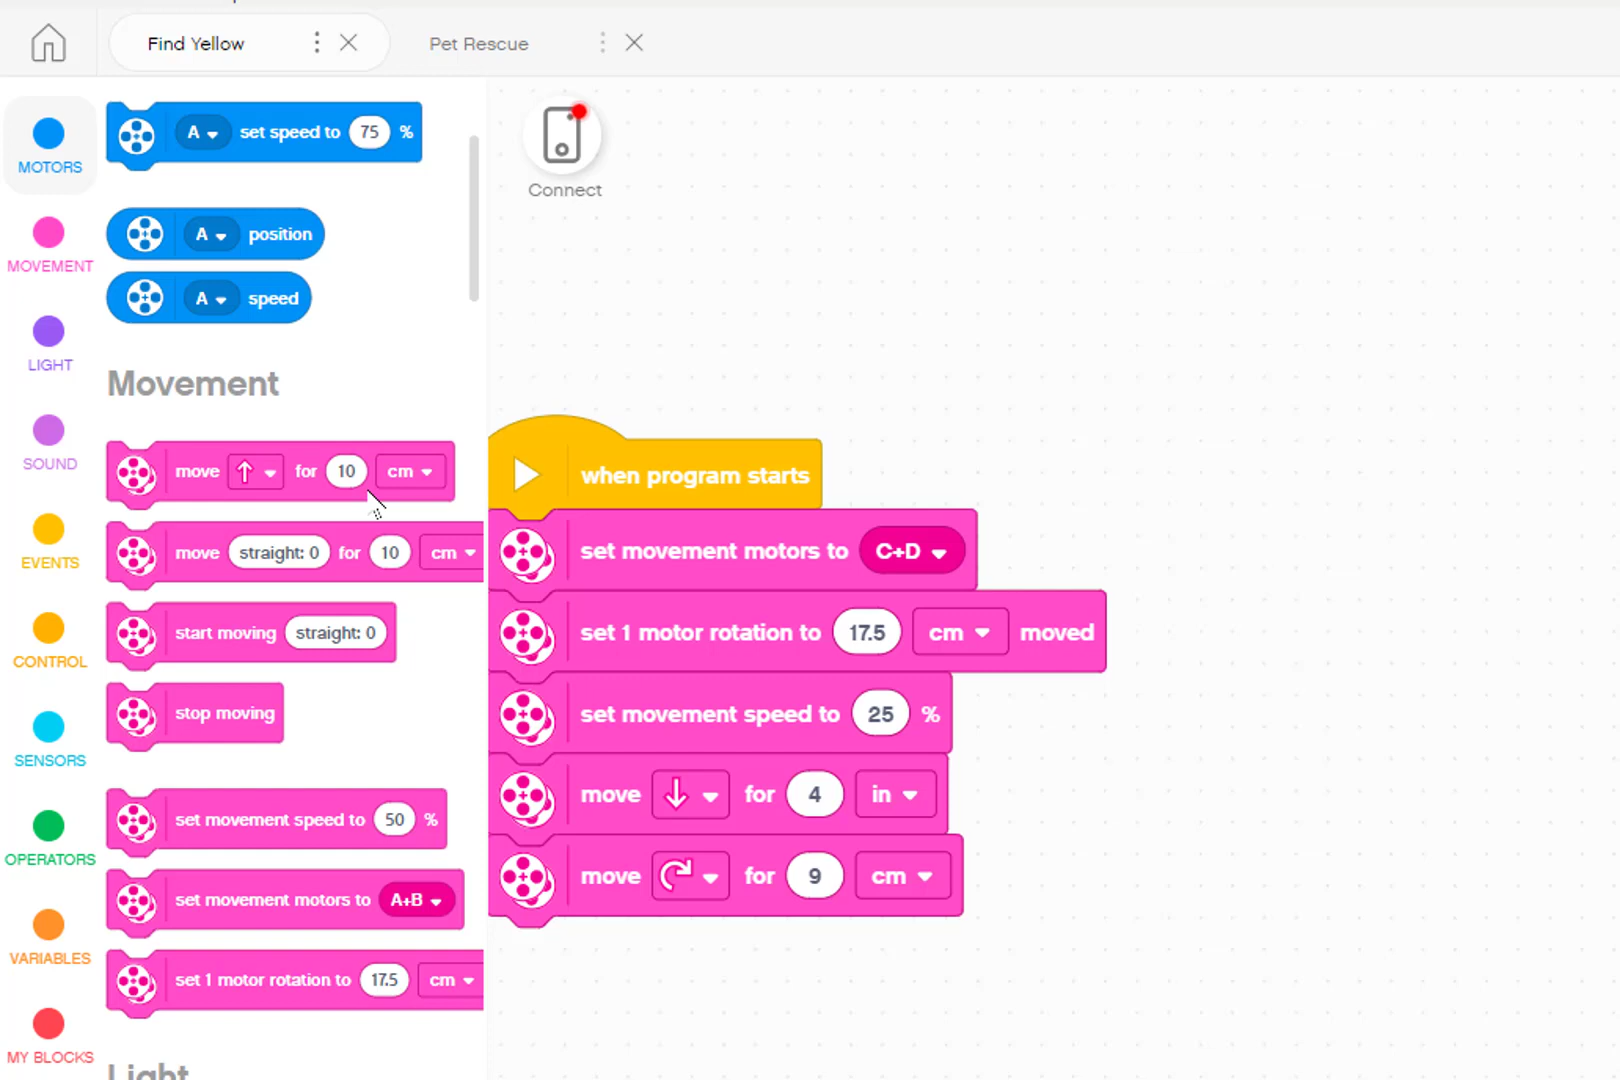 Find Yellow
Pet Rescue
MOTORS
MOVEMENT
LIGHT
SOUND
EVENTS
CONTROL
SENSORS
OPERATORS
VARIABLES
MY BLOCKS
A set speed to 75 %
A position
A speed
Movement
move for 10 cm
move straight: 0 for 10 cm
start moving straight: 0
stop moving
set movement speed to 50 %
set movement motors to A+B
set 1 motor rotation to 17.5 cm
Light
Connect
when program starts
set movement motors to C+D
set 1 motor rotation to 17.5 cm moved
set movement speed to 25 %
move for 4 in
move for 9 cm